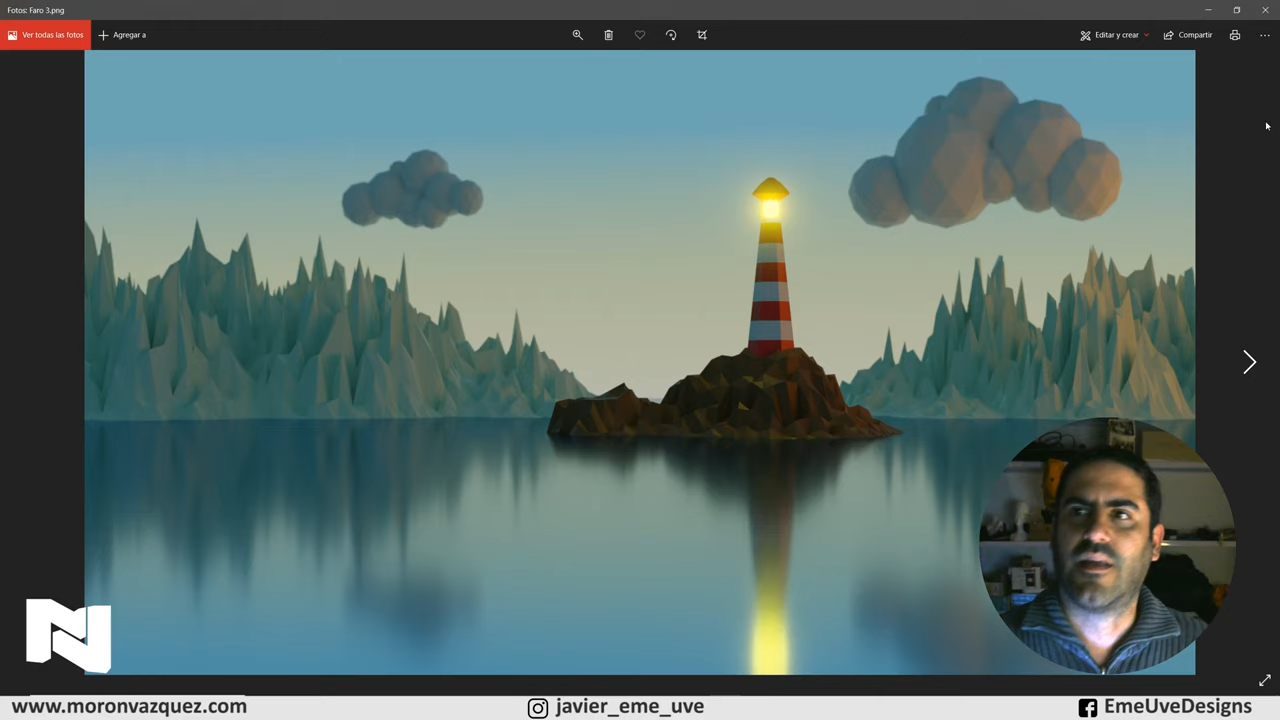 Fotos: Faro 3.png
Ver todas las fotos
Agregar a
Editar y crear
Compartir
N
www.moronvazquez.com
javier_eme_uve
EmeUveDesigns